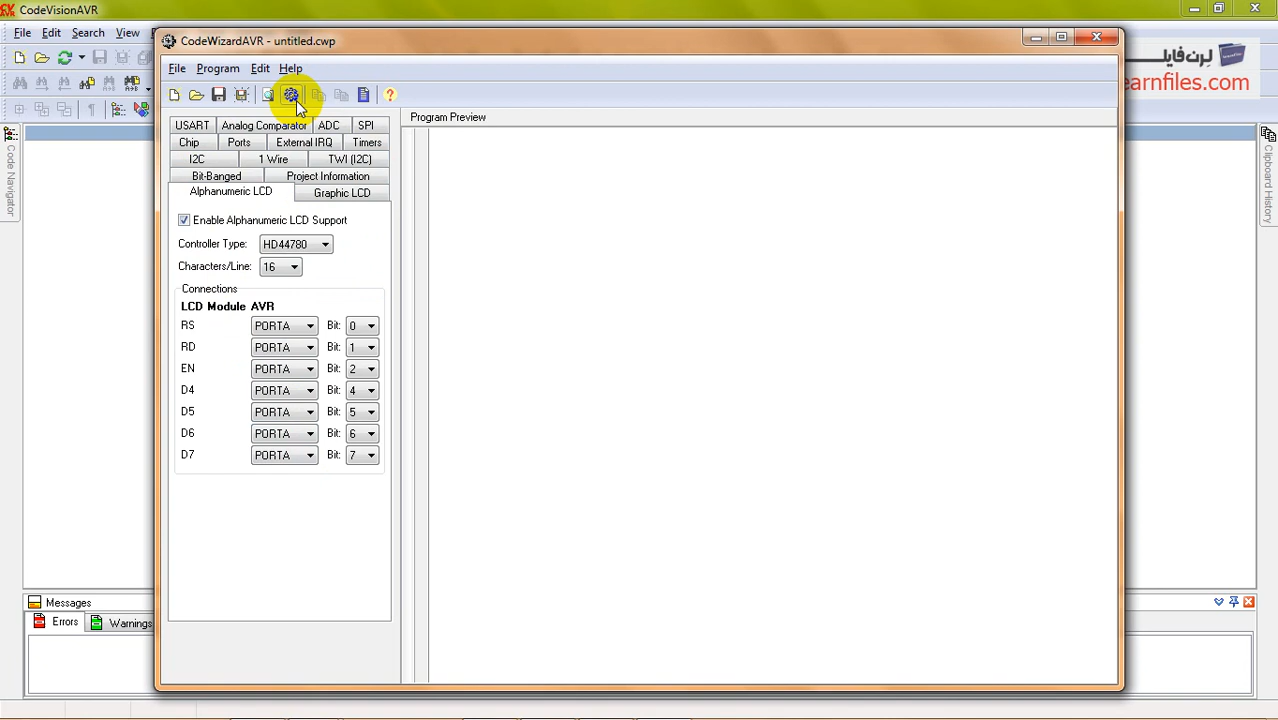 CodeVisionAVR
File Edit Search View
CodeWizardAVR - untitled.cwp
لرن‌فایل
earnfiles.com
File Program Edit Help
USART Analog Comparator ADC SPI
Chip Ports External IRQ Timers
I2C 1 Wire TWI (I2C)
Bit-Banged Project Information
Alphanumeric LCD Graphic LCD
Program Preview
Enable Alphanumeric LCD Support
Controller Type: HD44780
Characters/Line: 16
Connections
LCD Module AVR
RS PORTA Bit: 0
RD PORTA Bit: 1
EN PORTA Bit: 2
D4 PORTA Bit: 4
D5 PORTA Bit: 5
D6 PORTA Bit: 6
D7 PORTA Bit: 7
Code Navigator
Clipboard History
Messages
Errors Warnings